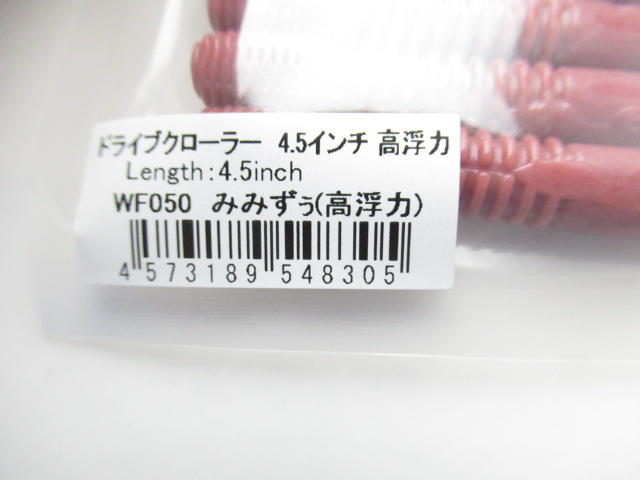 ドライブクローラー 4.5インチ 高浮力
Length:4.5inch
WF050 みみずぅ(高浮力)
4 573189 548305